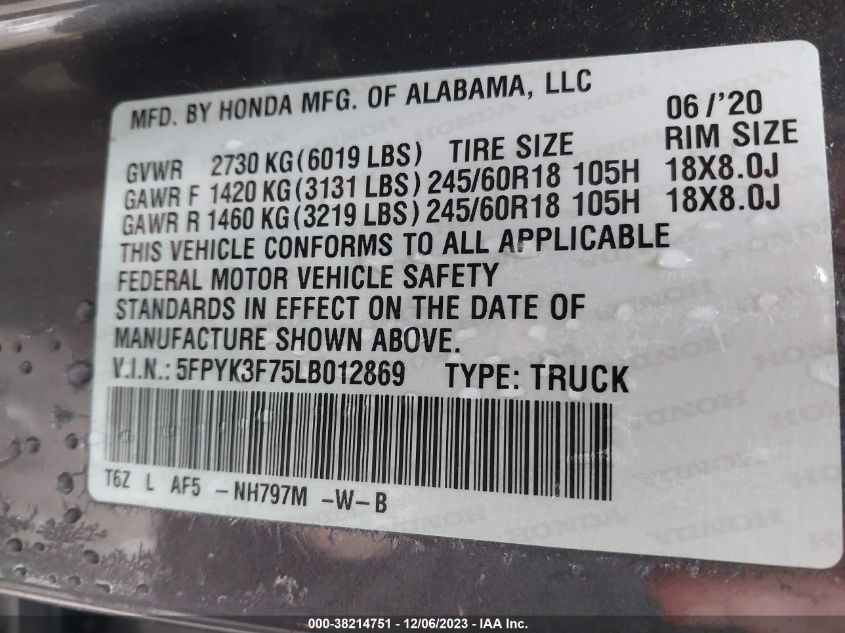 MFD. BY HONDA MFG. OF ALABAMA, LLC 06/'20
GVWR 2730 KG(6019 LBS) TIRE SIZE RIM SIZE
GAWR F 1420 KG(3131 LBS) 245/60R18 105H 18X8.0J
GAWR R 1460 KG(3219 LBS) 245/60R18 105H 18X8.0J
THIS VEHICLE CONFORMS TO ALL APPLICABLE
FEDERAL MOTOR VEHICLE SAFETY
STANDARDS IN EFFECT ON THE DATE OF
MANUFACTURE SHOWN ABOVE.
V.I.N.: 5FPYK3F75LB012869 TYPE: TRUCK
T6Z L AF5 -NH797M -W-B
000-38214751 - 12/06/2023 - IAA Inc.